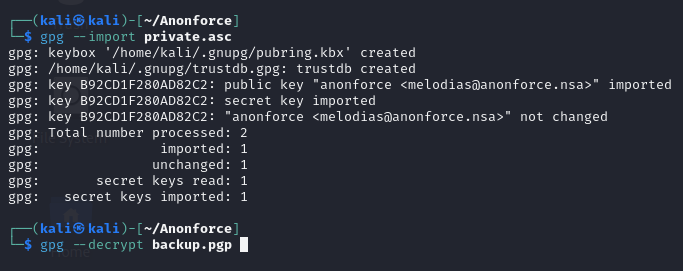 ┌──(kali㉿kali)-[~/Anonforce]
└─$ gpg --import private.asc
gpg: keybox '/home/kali/.gnupg/pubring.kbx' created
gpg: /home/kali/.gnupg/trustdb.gpg: trustdb created
gpg: key B92CD1F280AD82C2: public key "anonforce <melodias@anonforce.nsa>" imported
gpg: key B92CD1F280AD82C2: secret key imported
gpg: key B92CD1F280AD82C2: "anonforce <melodias@anonforce.nsa>" not changed
gpg: Total number processed: 2
gpg:               imported: 1
gpg:              unchanged: 1
gpg:       secret keys read: 1
gpg:   secret keys imported: 1
┌──(kali㉿kali)-[~/Anonforce]
└─$ gpg --decrypt backup.pgp